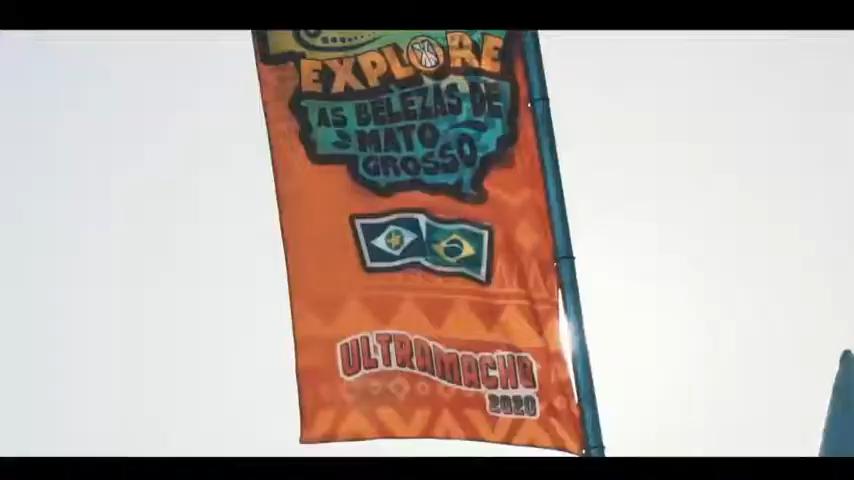 EXPLORE
AS BELEZAS DE
MATO
GROSSO
ULTRAMACHO
2020